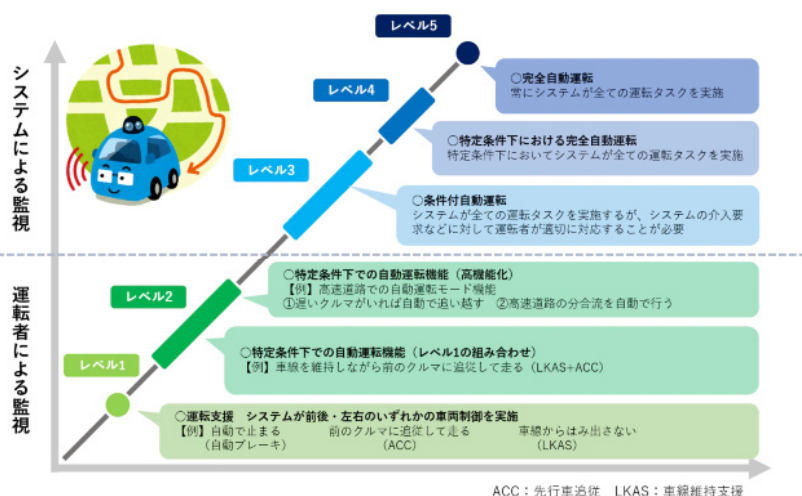 レベル5
システムによる監視
○完全自動運転
常にシステムが全ての運転タスクを実施
レベル4
○特定条件下における完全自動運転
特定条件下においてシステムが全ての運転タスクを実施
レベル3
○条件付自動運転
システムが全ての運転タスクを実施するが、システムの介入要
求などに対して運転者が適切に対応することが必要
運転者による監視
レベル2
○特定条件下での自動運転機能（高機能化）
【例】高速道路での自動運転モード機能
①遅いクルマがいれば自動で追い越す ②高速道路の分合流を自動で行う
○特定条件下での自動運転機能（レベル1の組み合わせ）
【例】車線を維持しながら前のクルマに追従して走る（LKAS+ACC）
レベル1
○運転支援 システムが前後・左右のいずれかの車両制御を実施
【例】自動で止まる 前のクルマに追従して走る 車線からはみ出さない
（自動ブレーキ） （ACC） （LKAS）
ACC：先行車追従 LKAS：車線維持支援